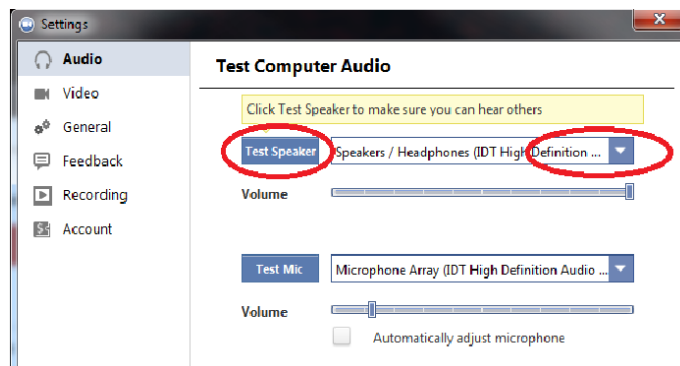 Settings
Audio
Video
General
Feedback
Recording
Account
Test Computer Audio
Click Test Speaker to make sure you can hear others
Test Speaker Speakers / Headphones (IDT High Definition ...
Volume
Test Mic Microphone Array (IDT High Definition Audio ...
Volume
Automatically adjust microphone